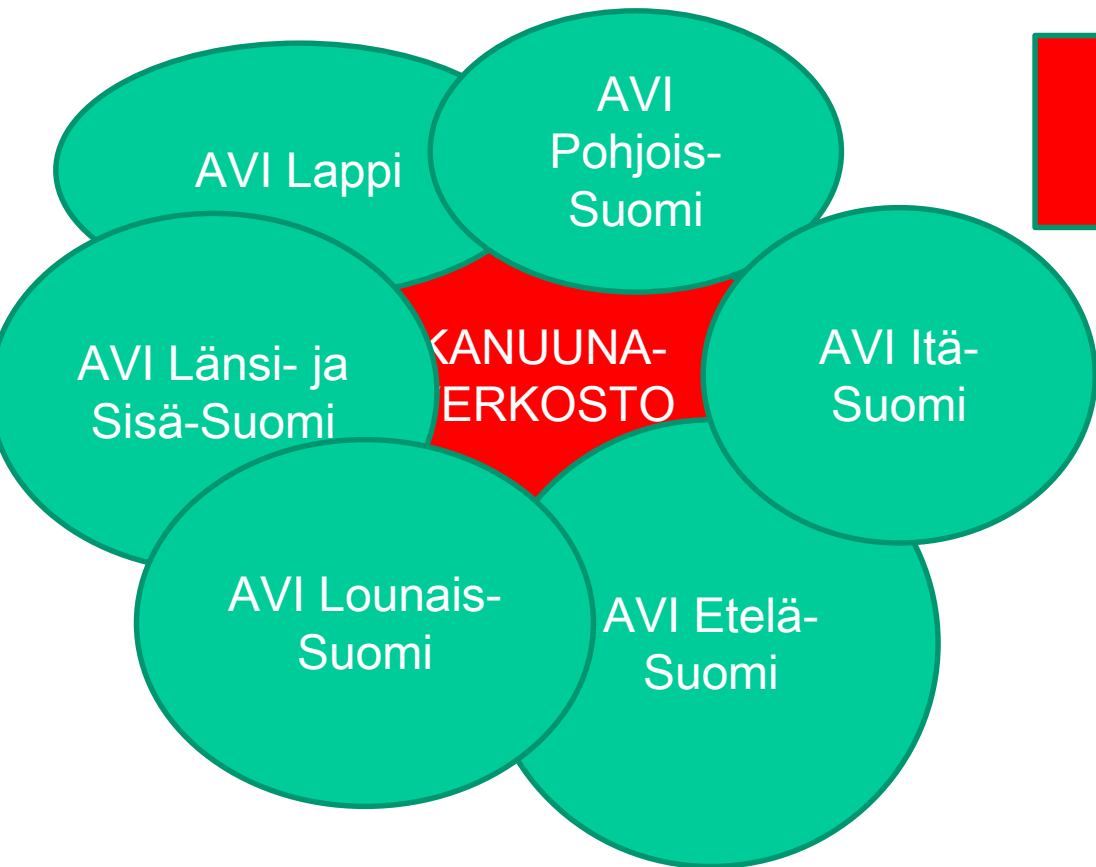 AVI
Pohjois-
Suomi
AVI Lappi
KANUUNA-
ERKOSTO
AVI Itä-
Suomi
AVI Länsi- ja
Sisä-Suomi
AVI Lounais-
Suomi
AVI Etelä-
Suomi